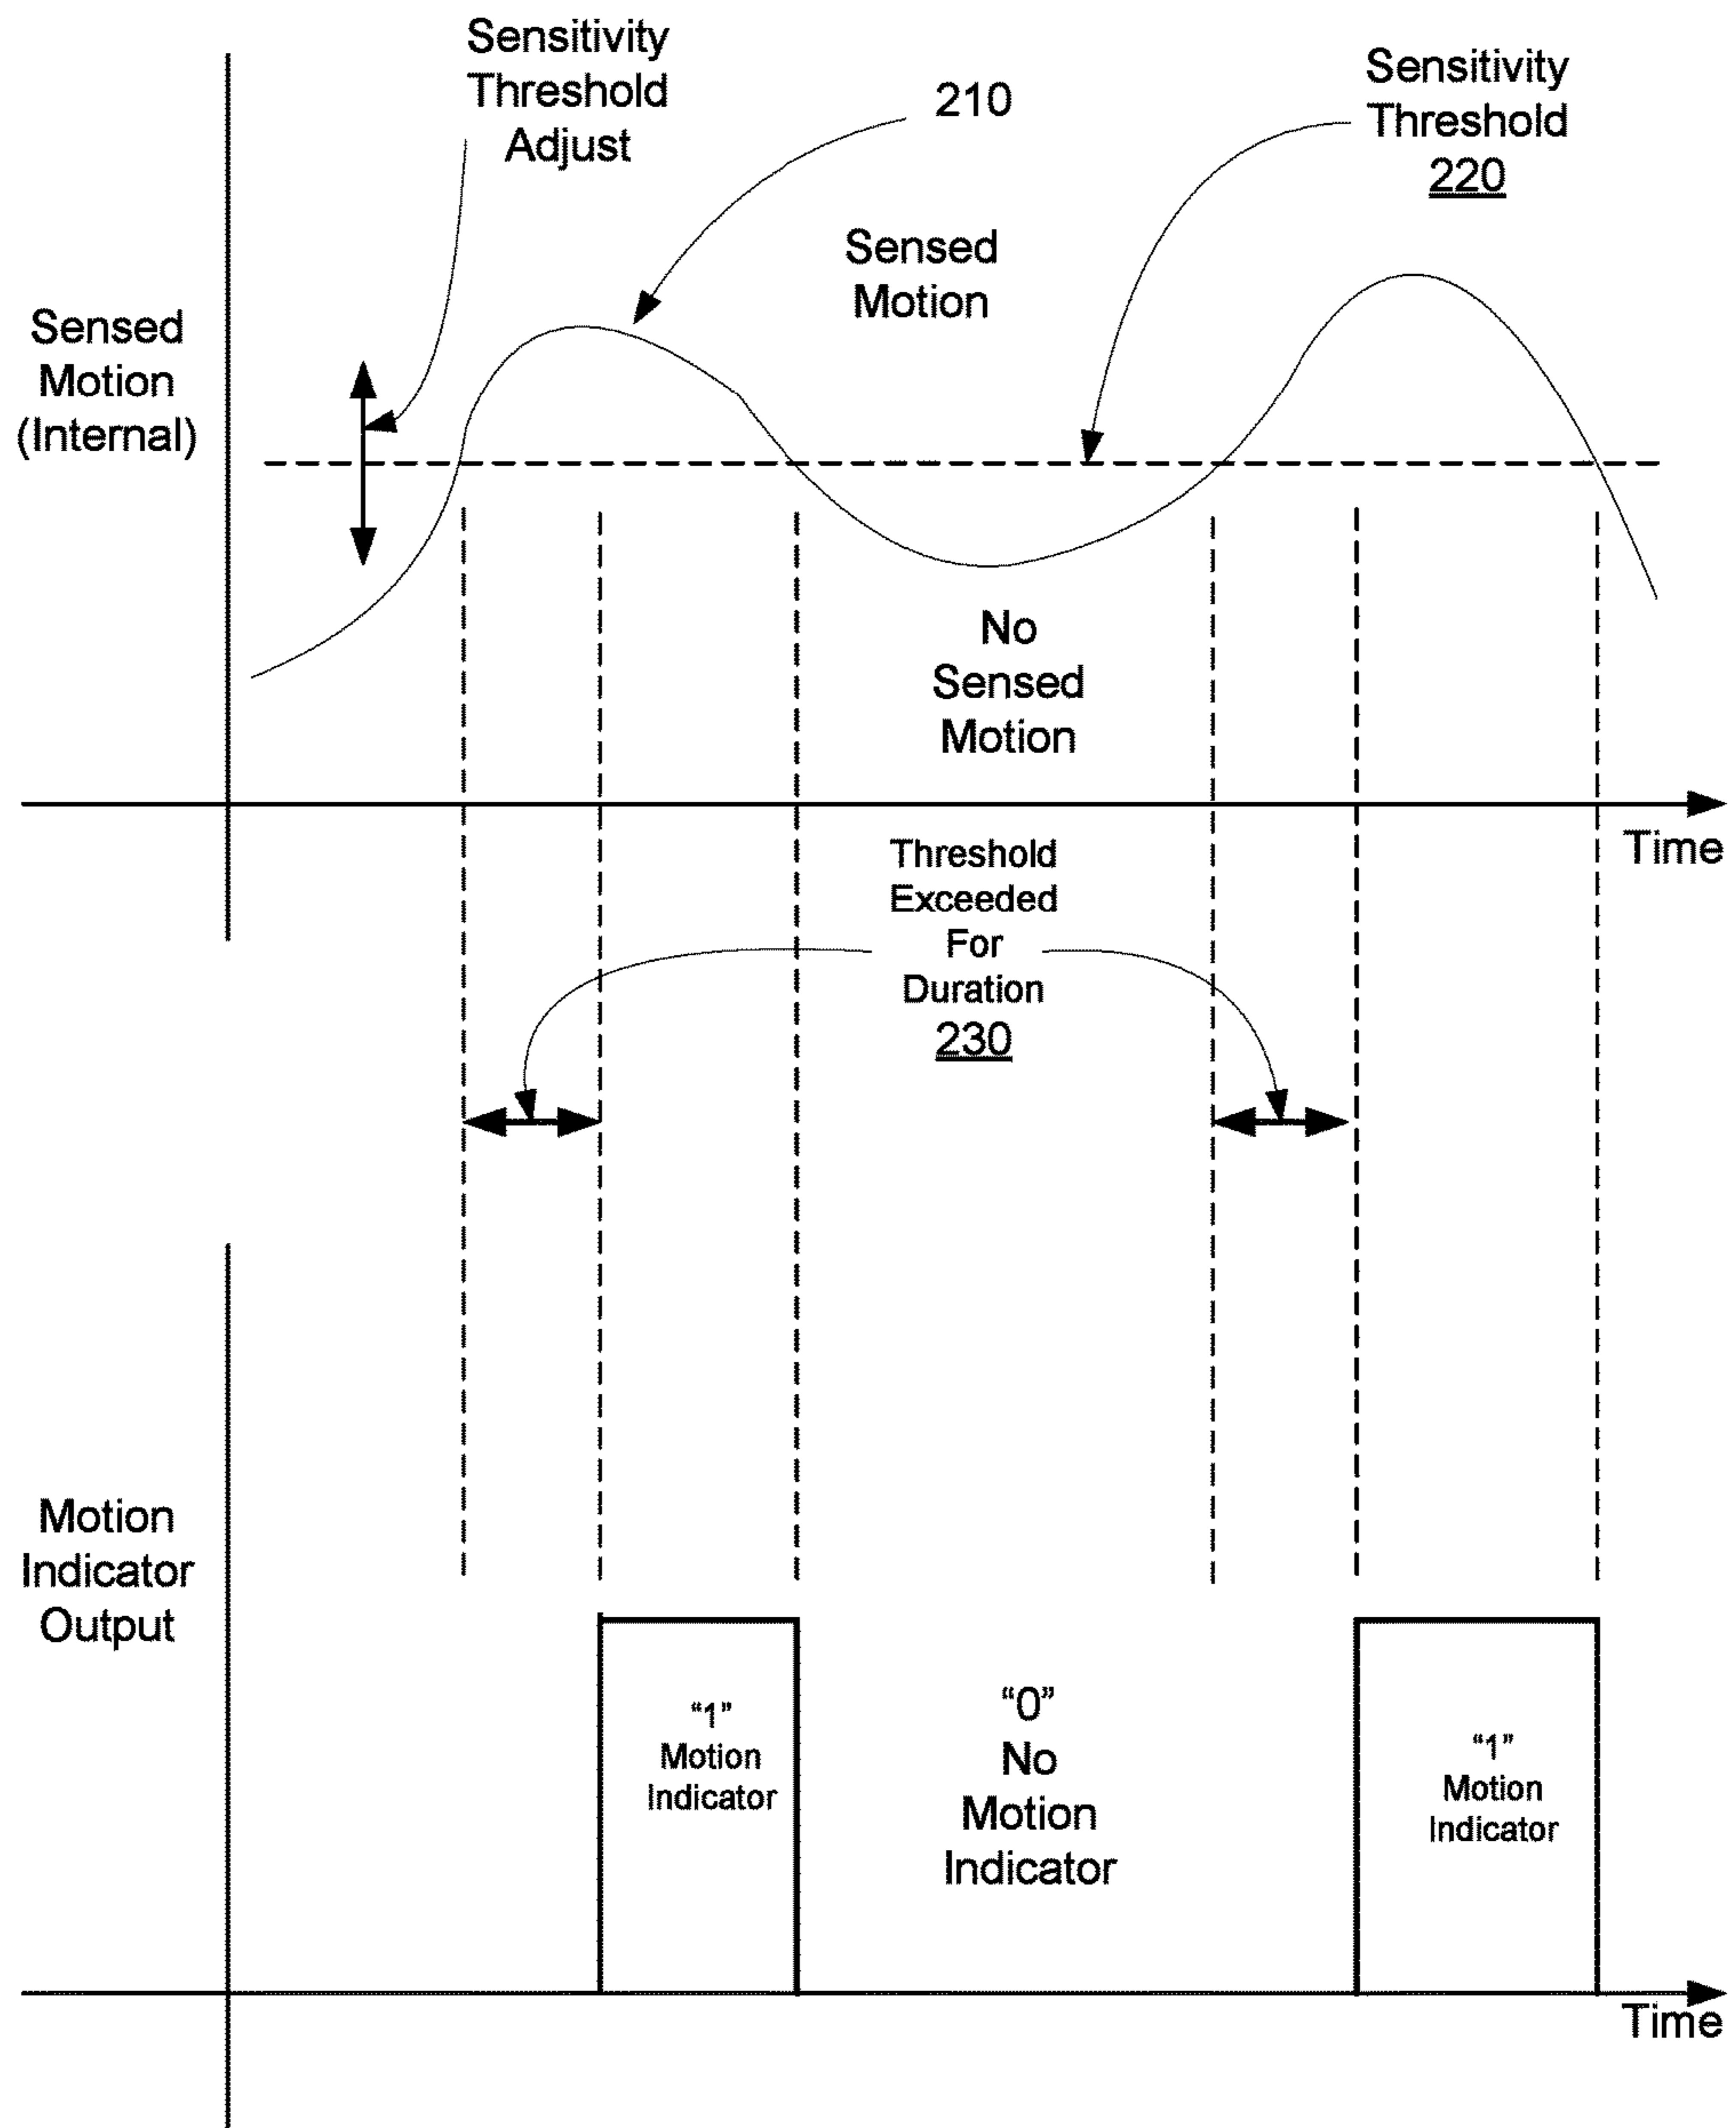 Sensitivity
Threshold
Adjust
210
Sensitivity
Threshold
220
Sensed
Motion
Sensed
Motion
(Internal)
No
Sensed
Motion
Time
Threshold
Exceeded
For
Duration
230
Motion
Indicator
Output
“1”
Motion
Indicator
“0”
No
Motion
Indicator
“1”
Motion
Indicator
Time